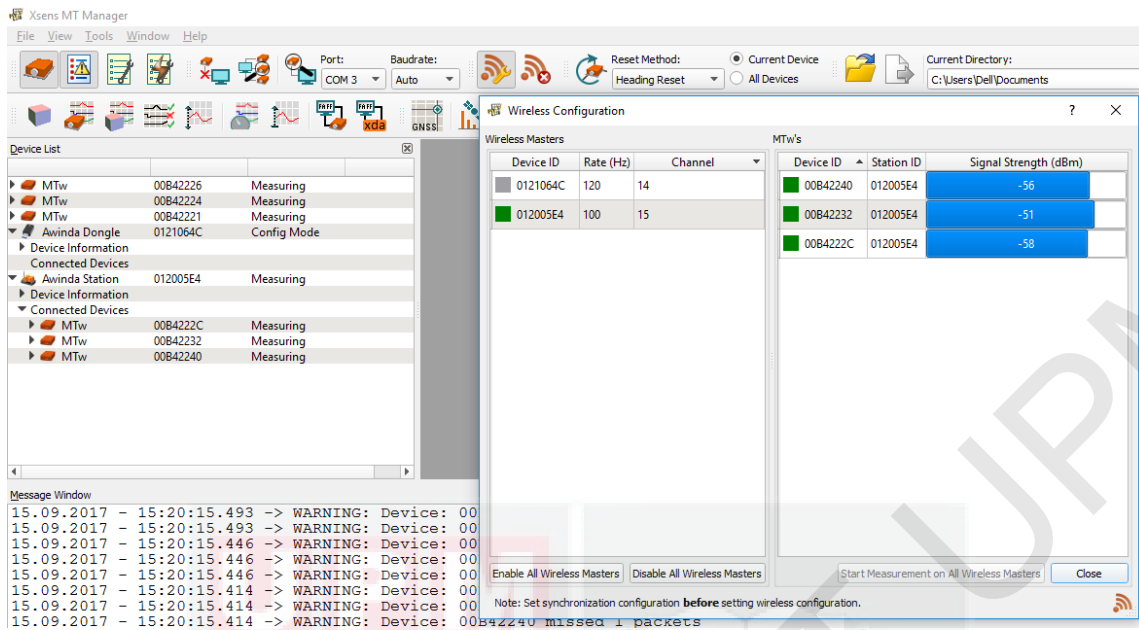 Xsens MT Manager
File View Tools Window Help
Port: Baudrate: Reset Method: Current Device Current Directory:
COM 3 Auto Heading Reset All Devices C:\Users\Dell\Documents
xda GNSS
Device List
MTw 00B42226 Measuring
MTw 00B42224 Measuring
MTw 00B42221 Measuring
Awinda Dongle 0121064C Config Mode
Device Information
Connected Devices
Awinda Station 012005E4 Measuring
Device Information
Connected Devices
MTw 00B4222C Measuring
MTw 00B42232 Measuring
MTw 00B42240 Measuring
Wireless Configuration ? X
Wireless Masters
Device ID Rate (Hz) Channel
0121064C 120 14
012005E4 100 15
MTw's
Device ID Station ID Signal Strength (dBm)
00B42240 012005E4 -56
00B42232 012005E4 -51
00B4222C 012005E4 -58
Enable All Wireless Masters Disable All Wireless Masters Start Measurement on All Wireless Masters Close
Note: Set synchronization configuration before setting wireless configuration.
Message Window
15.09.2017 - 15:20:15.493 -> WARNING: Device: 00
15.09.2017 - 15:20:15.493 -> WARNING: Device: 00
15.09.2017 - 15:20:15.446 -> WARNING: Device: 00
15.09.2017 - 15:20:15.446 -> WARNING: Device: 00
15.09.2017 - 15:20:15.446 -> WARNING: Device: 00
15.09.2017 - 15:20:15.414 -> WARNING: Device: 00
15.09.2017 - 15:20:15.414 -> WARNING: Device: 00
15.09.2017 - 15:20:15.414 -> WARNING: Device: 00B42240 missed 1 packets
UPM